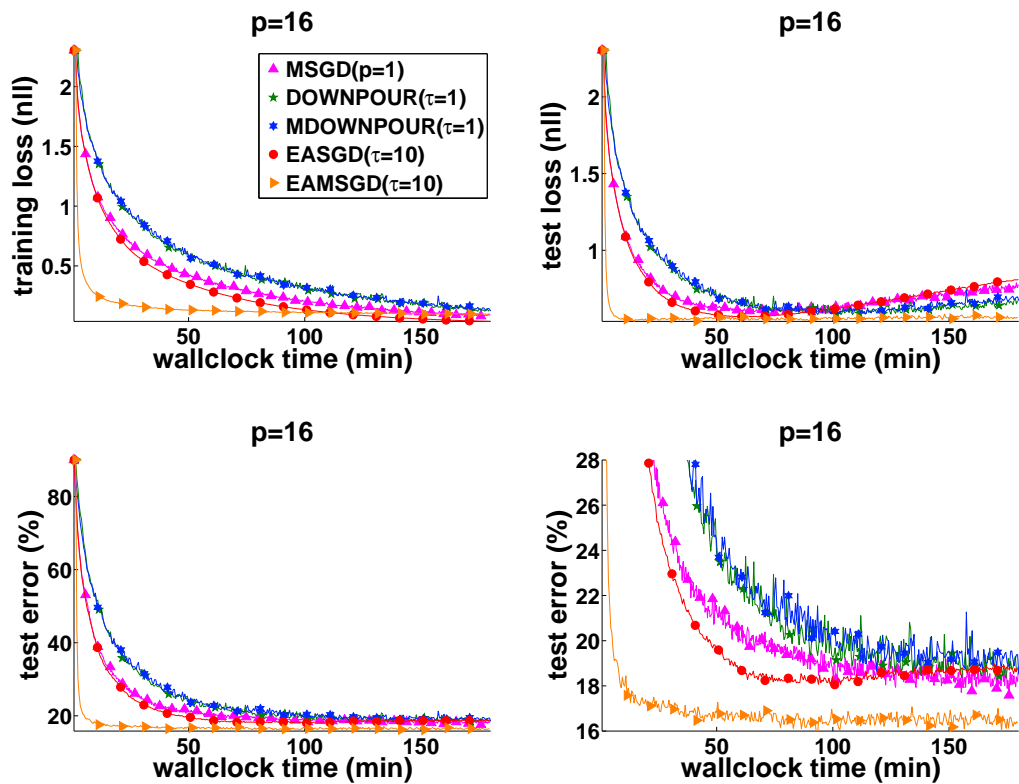 p=16
training loss (nll)
2
1.5
1
0.5
MSGD(p=1)
DOWNPOUR(τ=1)
MDOWNPOUR(τ=1)
EASGD(τ=10)
EAMSGD(τ=10)
50 100 150
wallclock time (min)
p=16
test loss (nll)
2
1.5
1
50 100 150
wallclock time (min)
p=16
test error (%)
80
60
40
20
50 100 150
wallclock time (min)
p=16
test error (%)
28
26
24
22
20
18
16
50 100 150
wallclock time (min)